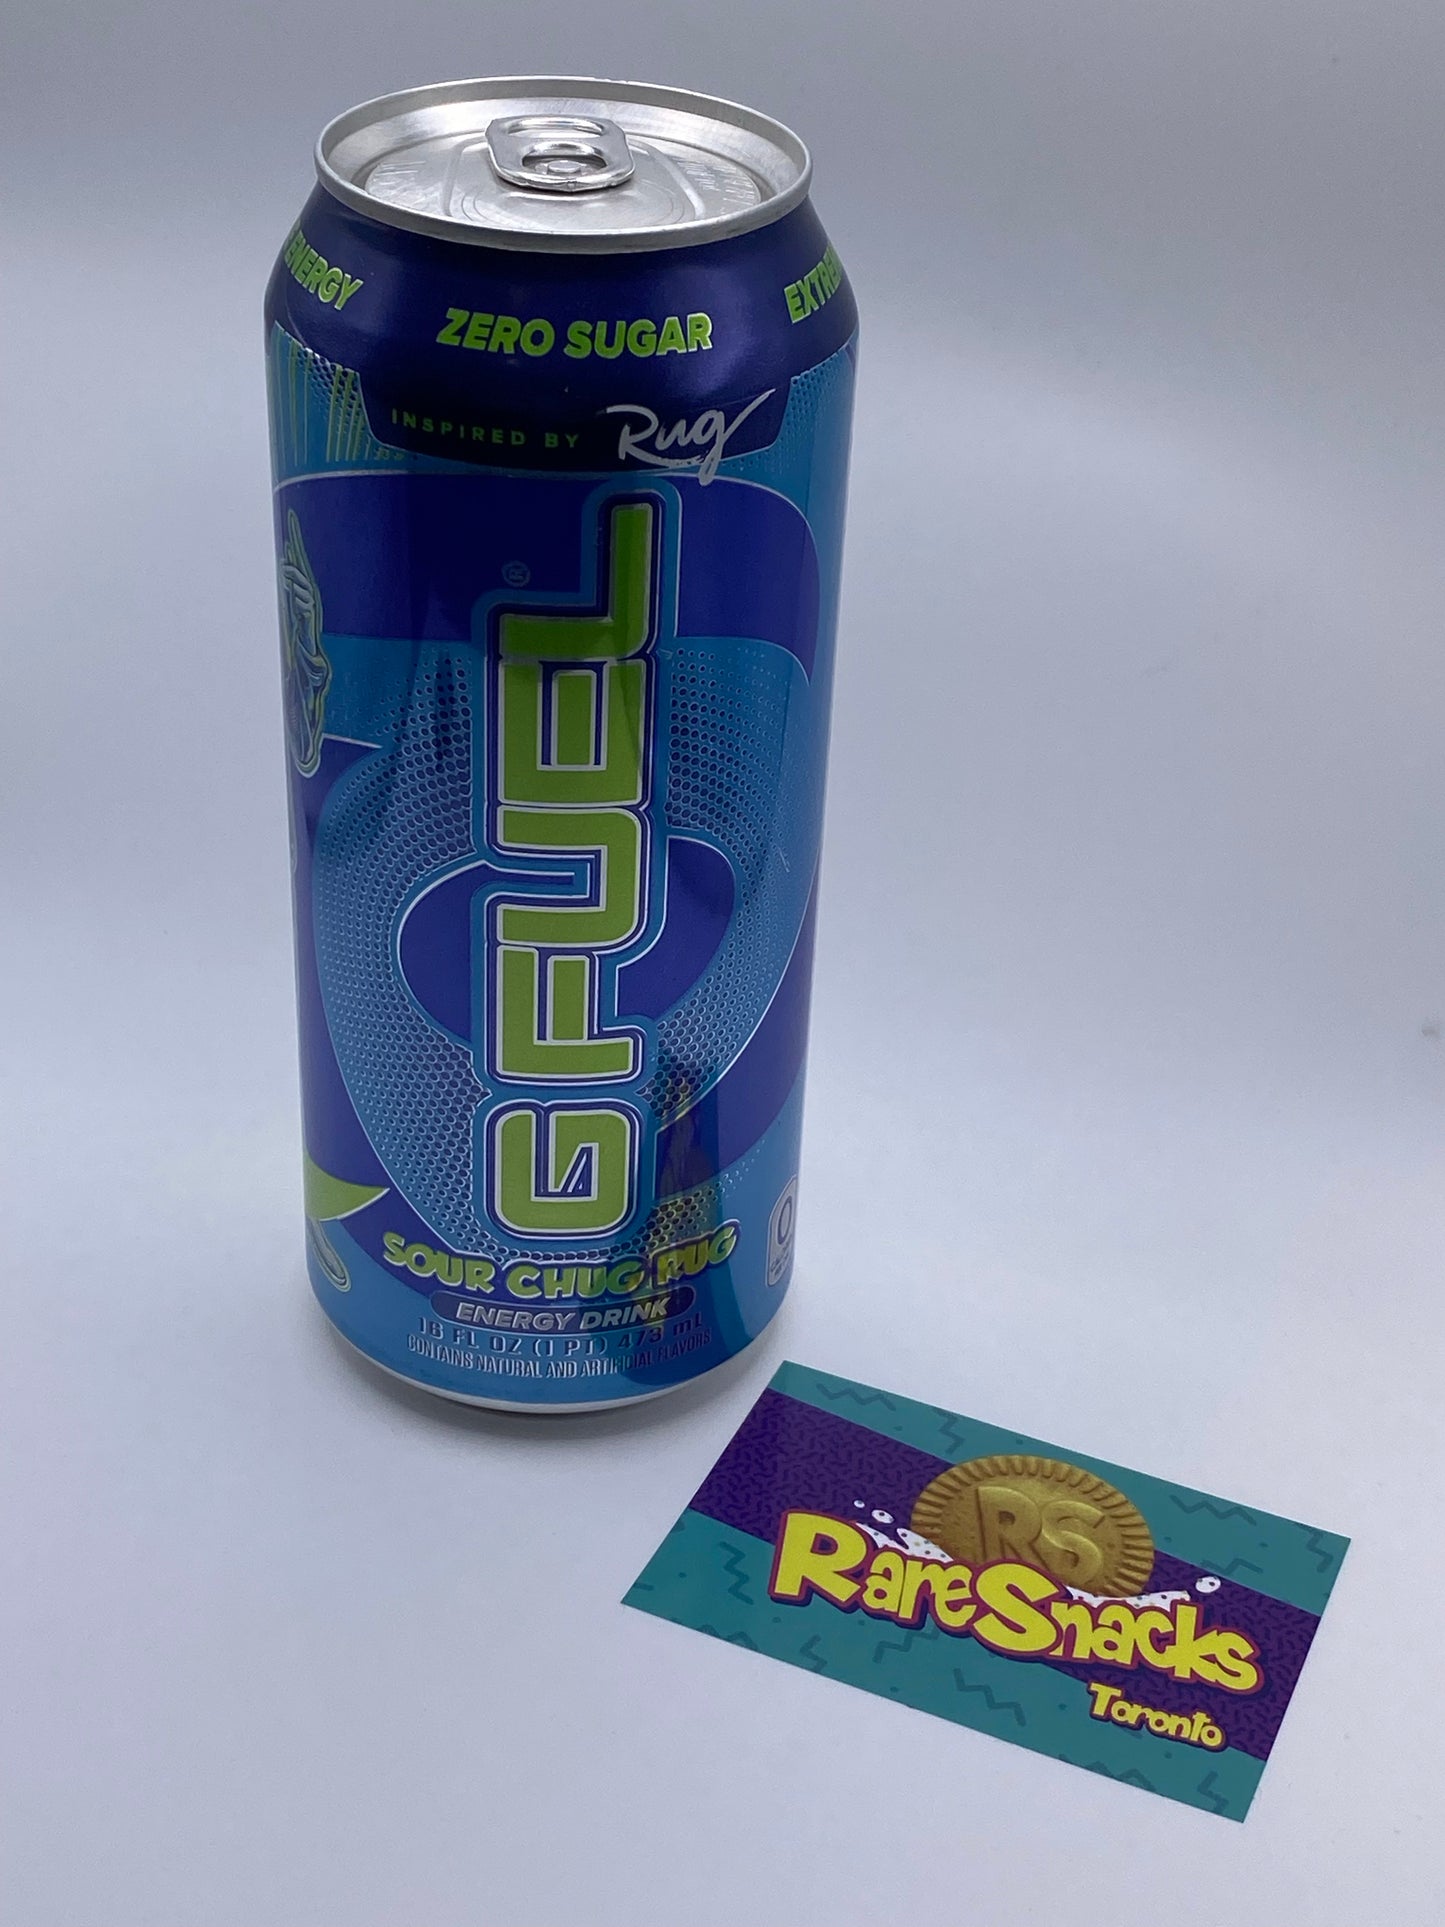 ENERGY
ZERO SUGAR
INSPIRED BY Rug
GFUEL
®
SOUR CHUG RUG
ENERGY DRINK
16 FL OZ (1 PT) 473 mL
CONTAINS NATURAL AND ARTIFICIAL FLAVORS
0
RS
RareSnacks
Toronto